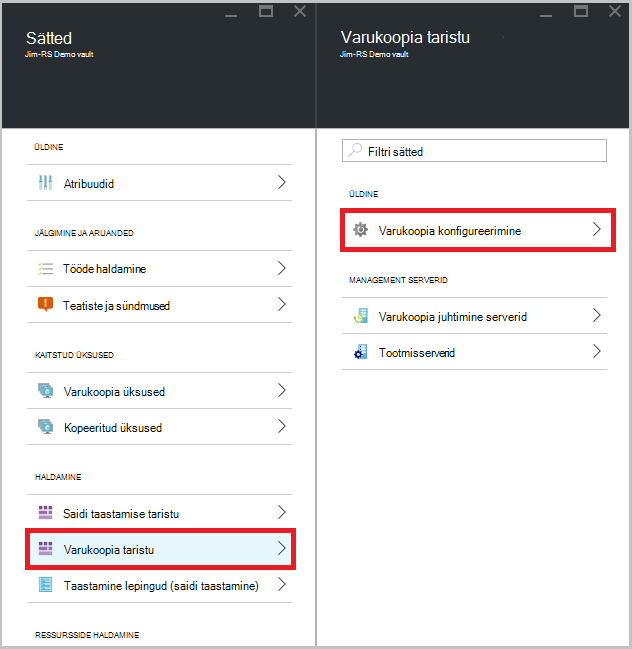 Sätted
Jim-RS Demo vault
ÜLDINE
Atribuudid
JÄLGIMINE JA ARUANDED
Tööde haldamine
Teatiste ja sündmused
KAITSTUD ÜKSUSED
Varukoopia üksused
Kopeeritud üksused
HALDAMINE
Saidi taastamise taristu
Varukoopia taristu
Taastamine lepingud (saidi taastamine)
RESSURSSIDE HALDAMINE
Varukoopia taristu
Jim-RS Demo vault
Filtri sätted
ÜLDINE
Varukoopia konfigureerimine
MANAGEMENT SERVERID
Varukoopia juhtimine serverid
Tootmisserverid